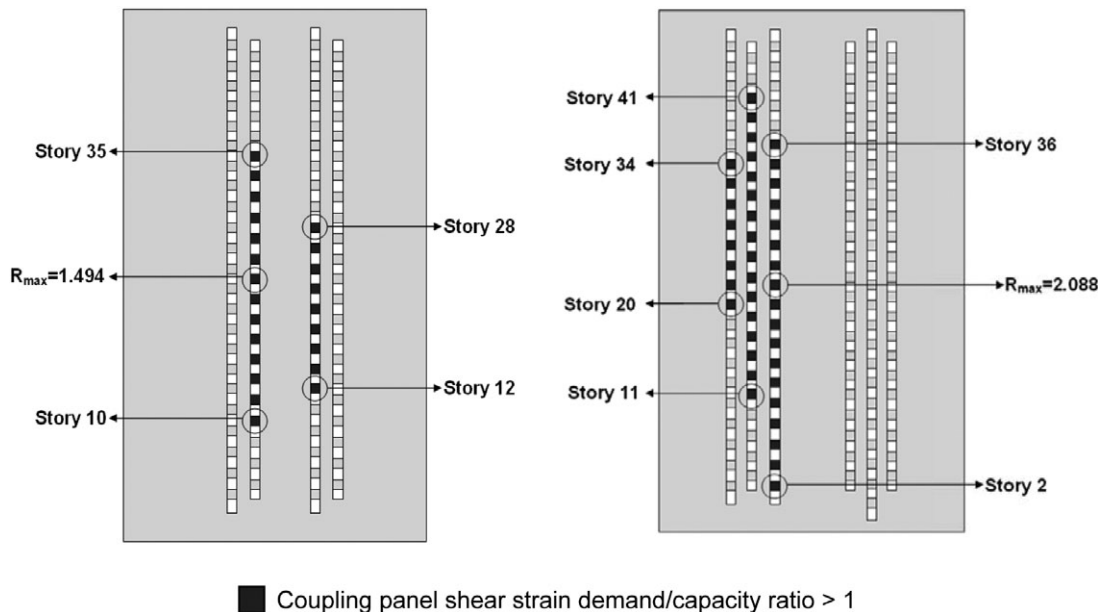 Story 35
Story 28
R_max=1.494
Story 12
Story 10
Story 41
Story 36
Story 34
R_max=2.088
Story 20
Story 11
Story 2
Coupling panel shear strain demand/capacity ratio > 1